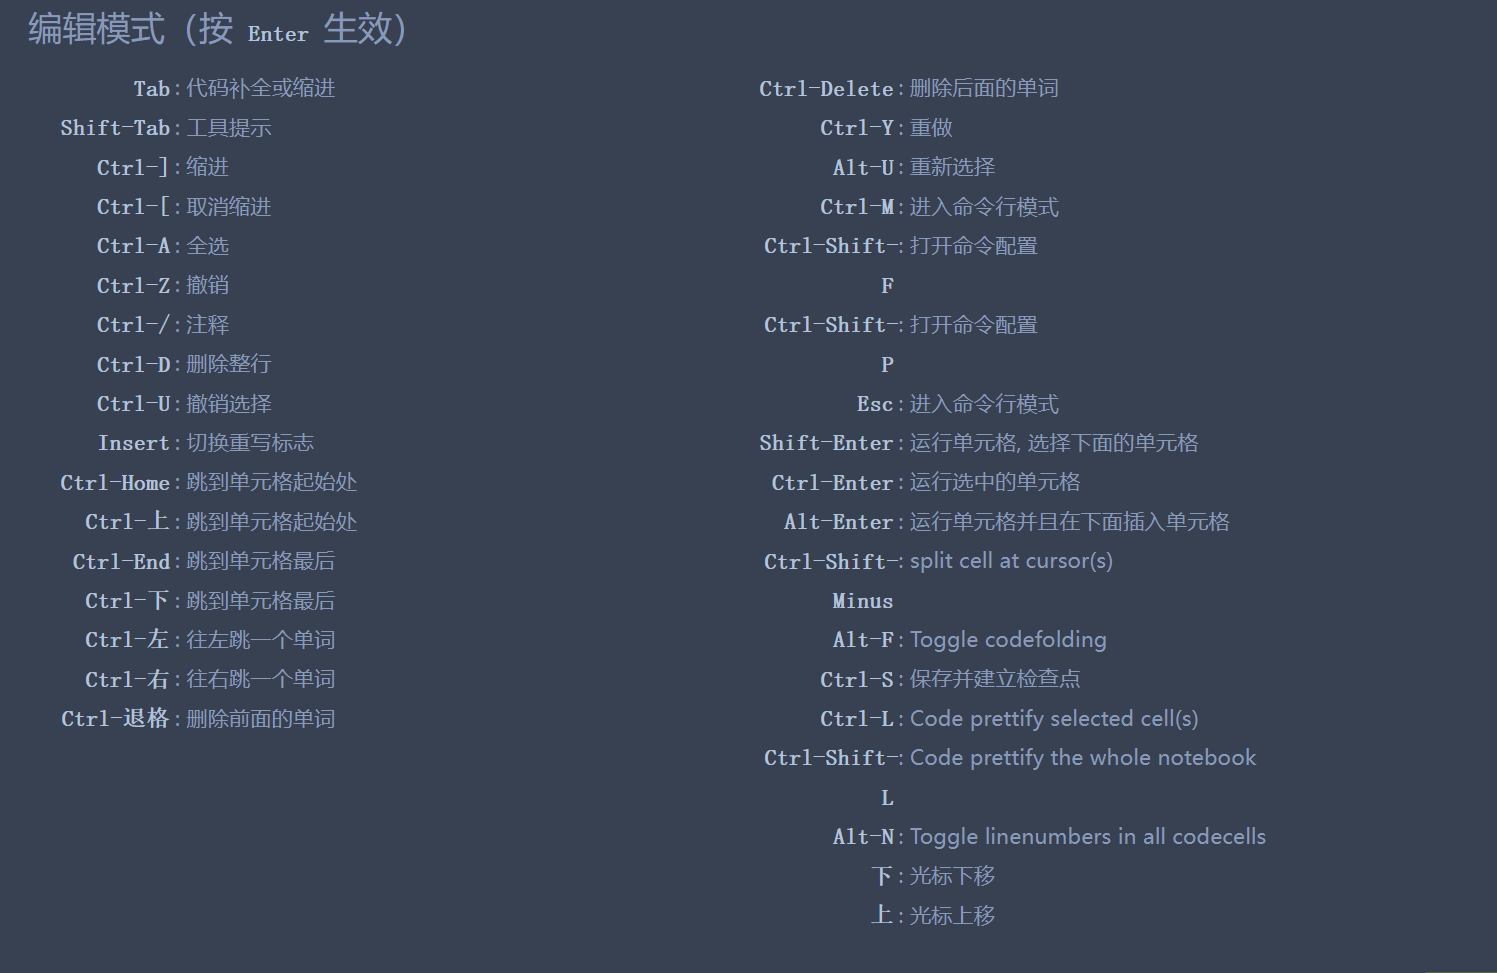 编辑模式（按 Enter 生效）
Tab : 代码补全或缩进
Shift-Tab : 工具提示
Ctrl-] : 缩进
Ctrl-[ : 取消缩进
Ctrl-A : 全选
Ctrl-Z : 撤销
Ctrl-/ : 注释
Ctrl-D : 删除整行
Ctrl-U : 撤销选择
Insert : 切换重写标志
Ctrl-Home : 跳到单元格起始处
Ctrl-上 : 跳到单元格起始处
Ctrl-End : 跳到单元格最后
Ctrl-下 : 跳到单元格最后
Ctrl-左 : 往左跳一个单词
Ctrl-右 : 往右跳一个单词
Ctrl-退格 : 删除前面的单词
Ctrl-Delete : 删除后面的单词
Ctrl-Y : 重做
Alt-U : 重新选择
Ctrl-M : 进入命令行模式
Ctrl-Shift- : 打开命令配置
F
Ctrl-Shift- : 打开命令配置
P
Esc : 进入命令行模式
Shift-Enter : 运行单元格, 选择下面的单元格
Ctrl-Enter : 运行选中的单元格
Alt-Enter : 运行单元格并且在下面插入单元格
Ctrl-Shift- : split cell at cursor(s)
Minus
Alt-F : Toggle codefolding
Ctrl-S : 保存并建立检查点
Ctrl-L : Code prettify selected cell(s)
Ctrl-Shift- : Code prettify the whole notebook
L
Alt-N : Toggle linenumbers in all codecells
下 : 光标下移
上 : 光标上移